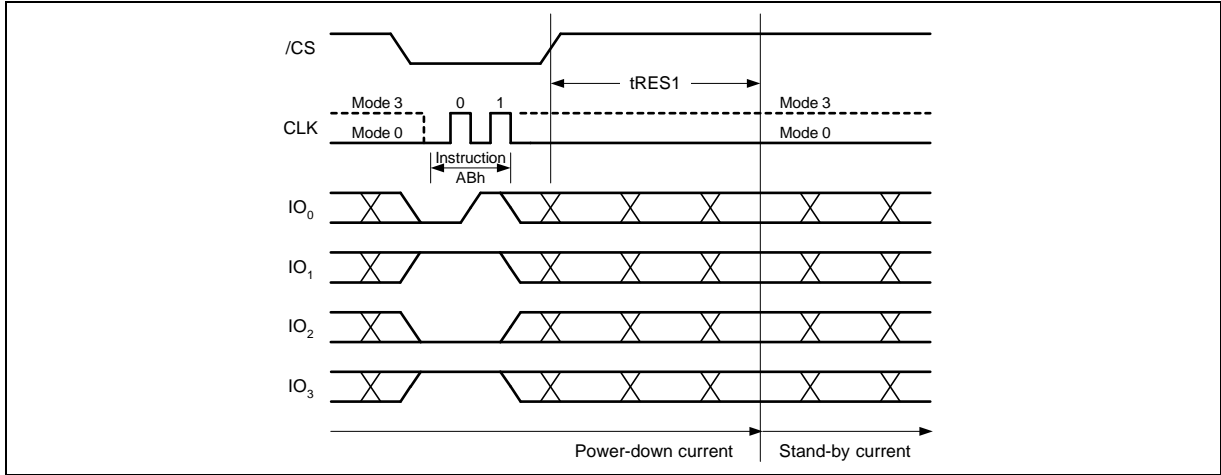 /CS
tRES1
Mode 3 0 1 Mode 3
CLK
Mode 0 Mode 0
Instruction
ABh
IO0
IO1
IO2
IO3
Power-down current Stand-by current